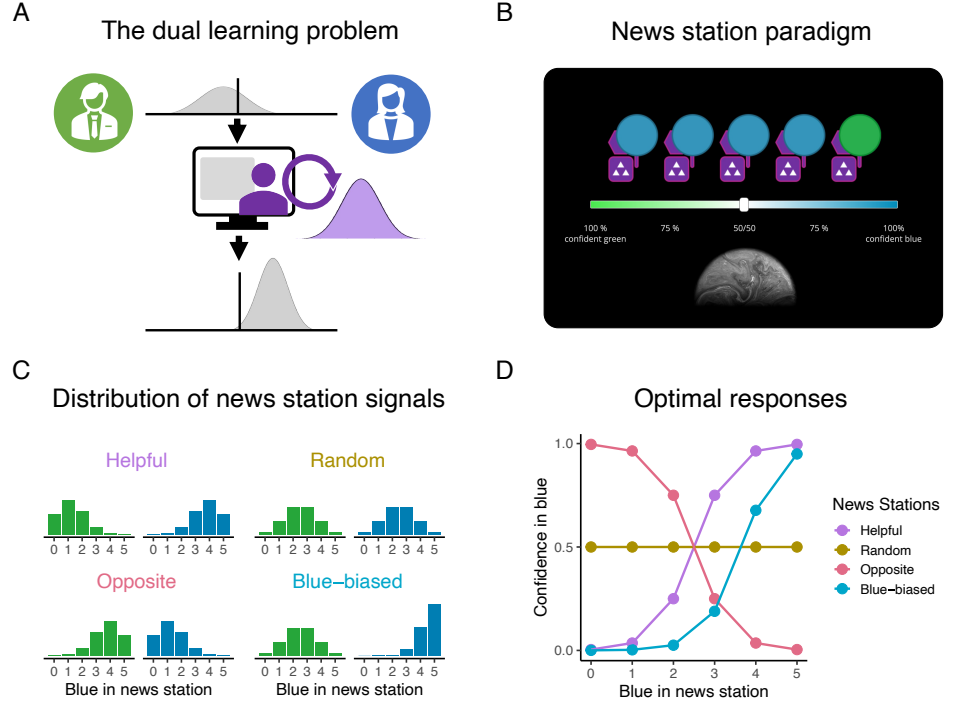 A
The dual learning problem
B
News station paradigm
100 %
confident green
75 %
50/50
75 %
100%
confident blue
C
Distribution of news station signals
Helpful
Random
0 1 2 3 4 5
0 1 2 3 4 5
0 1 2 3 4 5
0 1 2 3 4 5
Opposite
Blue−biased
0 1 2 3 4 5
0 1 2 3 4 5
0 1 2 3 4 5
0 1 2 3 4 5
Blue in news station
Blue in news station
D
Optimal responses
Confidence in blue
1.0
0.5
0.0
0 1 2 3 4 5
Blue in news station
News Stations
Helpful
Random
Opposite
Blue−biased